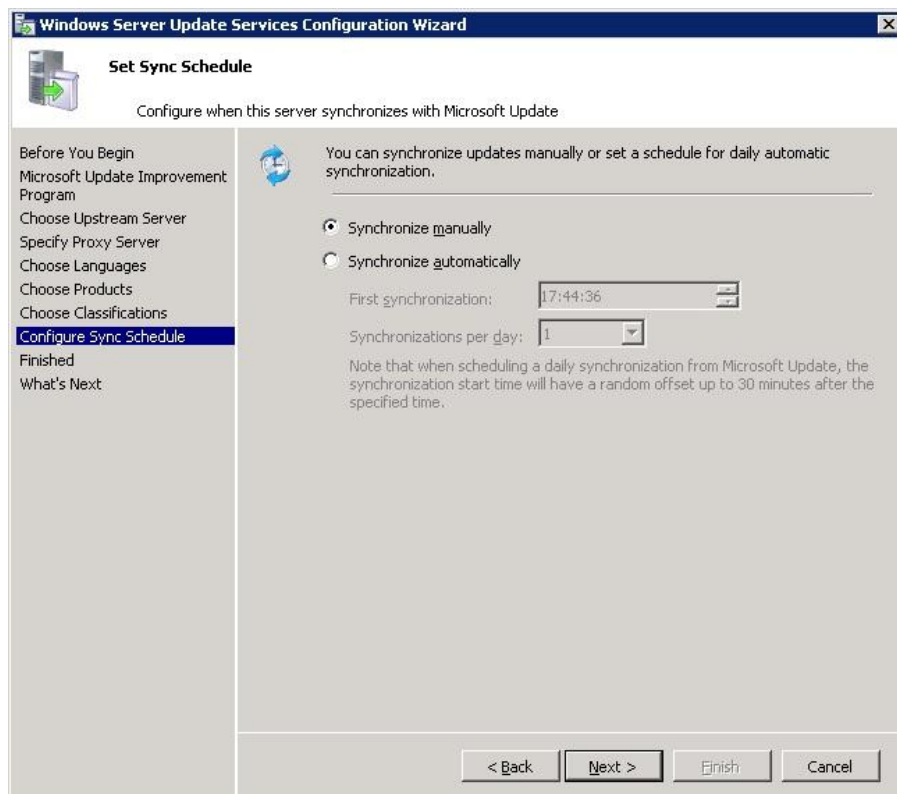 Windows Server Update Services Configuration Wizard
Set Sync Schedule
Configure when this server synchronizes with Microsoft Update
Before You Begin
Microsoft Update Improvement
Program
Choose Upstream Server
Specify Proxy Server
Choose Languages
Choose Products
Choose Classifications
Configure Sync Schedule
Finished
What's Next
You can synchronize updates manually or set a schedule for daily automatic
synchronization.
Synchronize manually
Synchronize automatically
First synchronization: 17:44:36
Synchronizations per day: 1
Note that when scheduling a daily synchronization from Microsoft Update, the
synchronization start time will have a random offset up to 30 minutes after the
specified time.
< Back Next > Finish Cancel